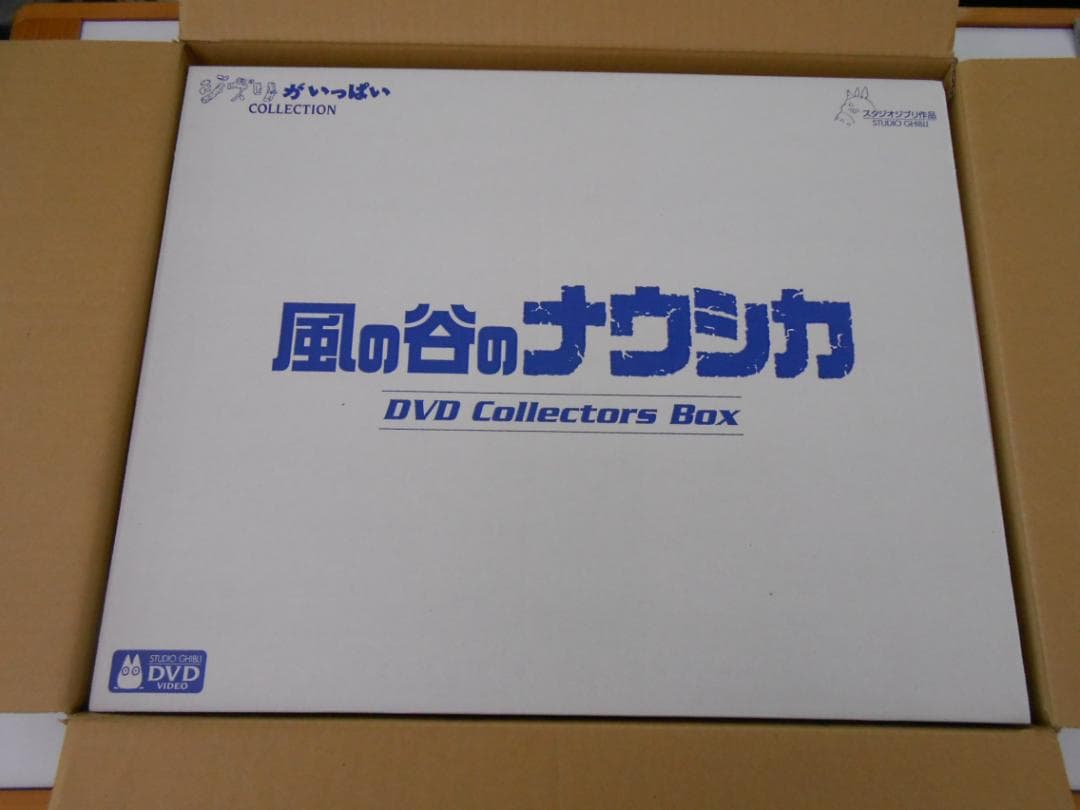 ジブリがいっぱい
COLLECTION
スタジオジブリ作品
STUDIO GHIBLI
風の谷のナウシカ
DVD Collectors Box
STUDIO GHIBLI
DVD
VIDEO